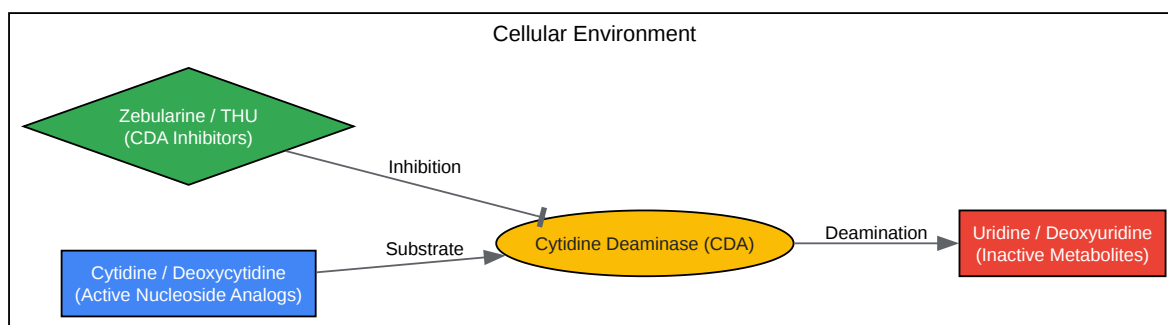 Cellular Environment
Zebularine / THU
(CDA Inhibitors)
Inhibition
Cytidine / Deoxycytidine
(Active Nucleoside Analogs)
Substrate
Cytidine Deaminase (CDA)
Deamination
Uridine / Deoxyuridine
(Inactive Metabolites)